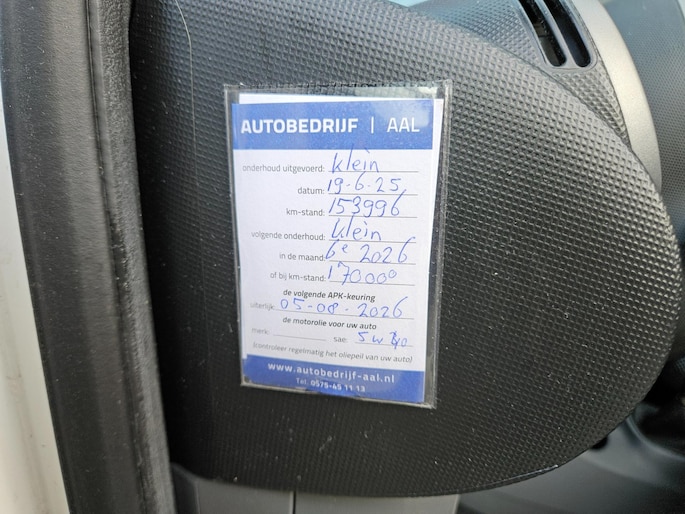 AUTOBEDRIJF | AAL
onderhoud uitgevoerd: klein
datum: 19-6-25
km-stand: 153996
volgende onderhoud: klein
in de maand: 6e 2026
of bij km-stand: 170000
de volgende APK-keuring
uiterlijk: 05-08-2026
de motorolie voor uw auto
merk: sae: 5w40
(controleer regelmatig het oliepeil van uw auto)
www.autobedrijf-aal.nl
Tel. 0575-45 11 13